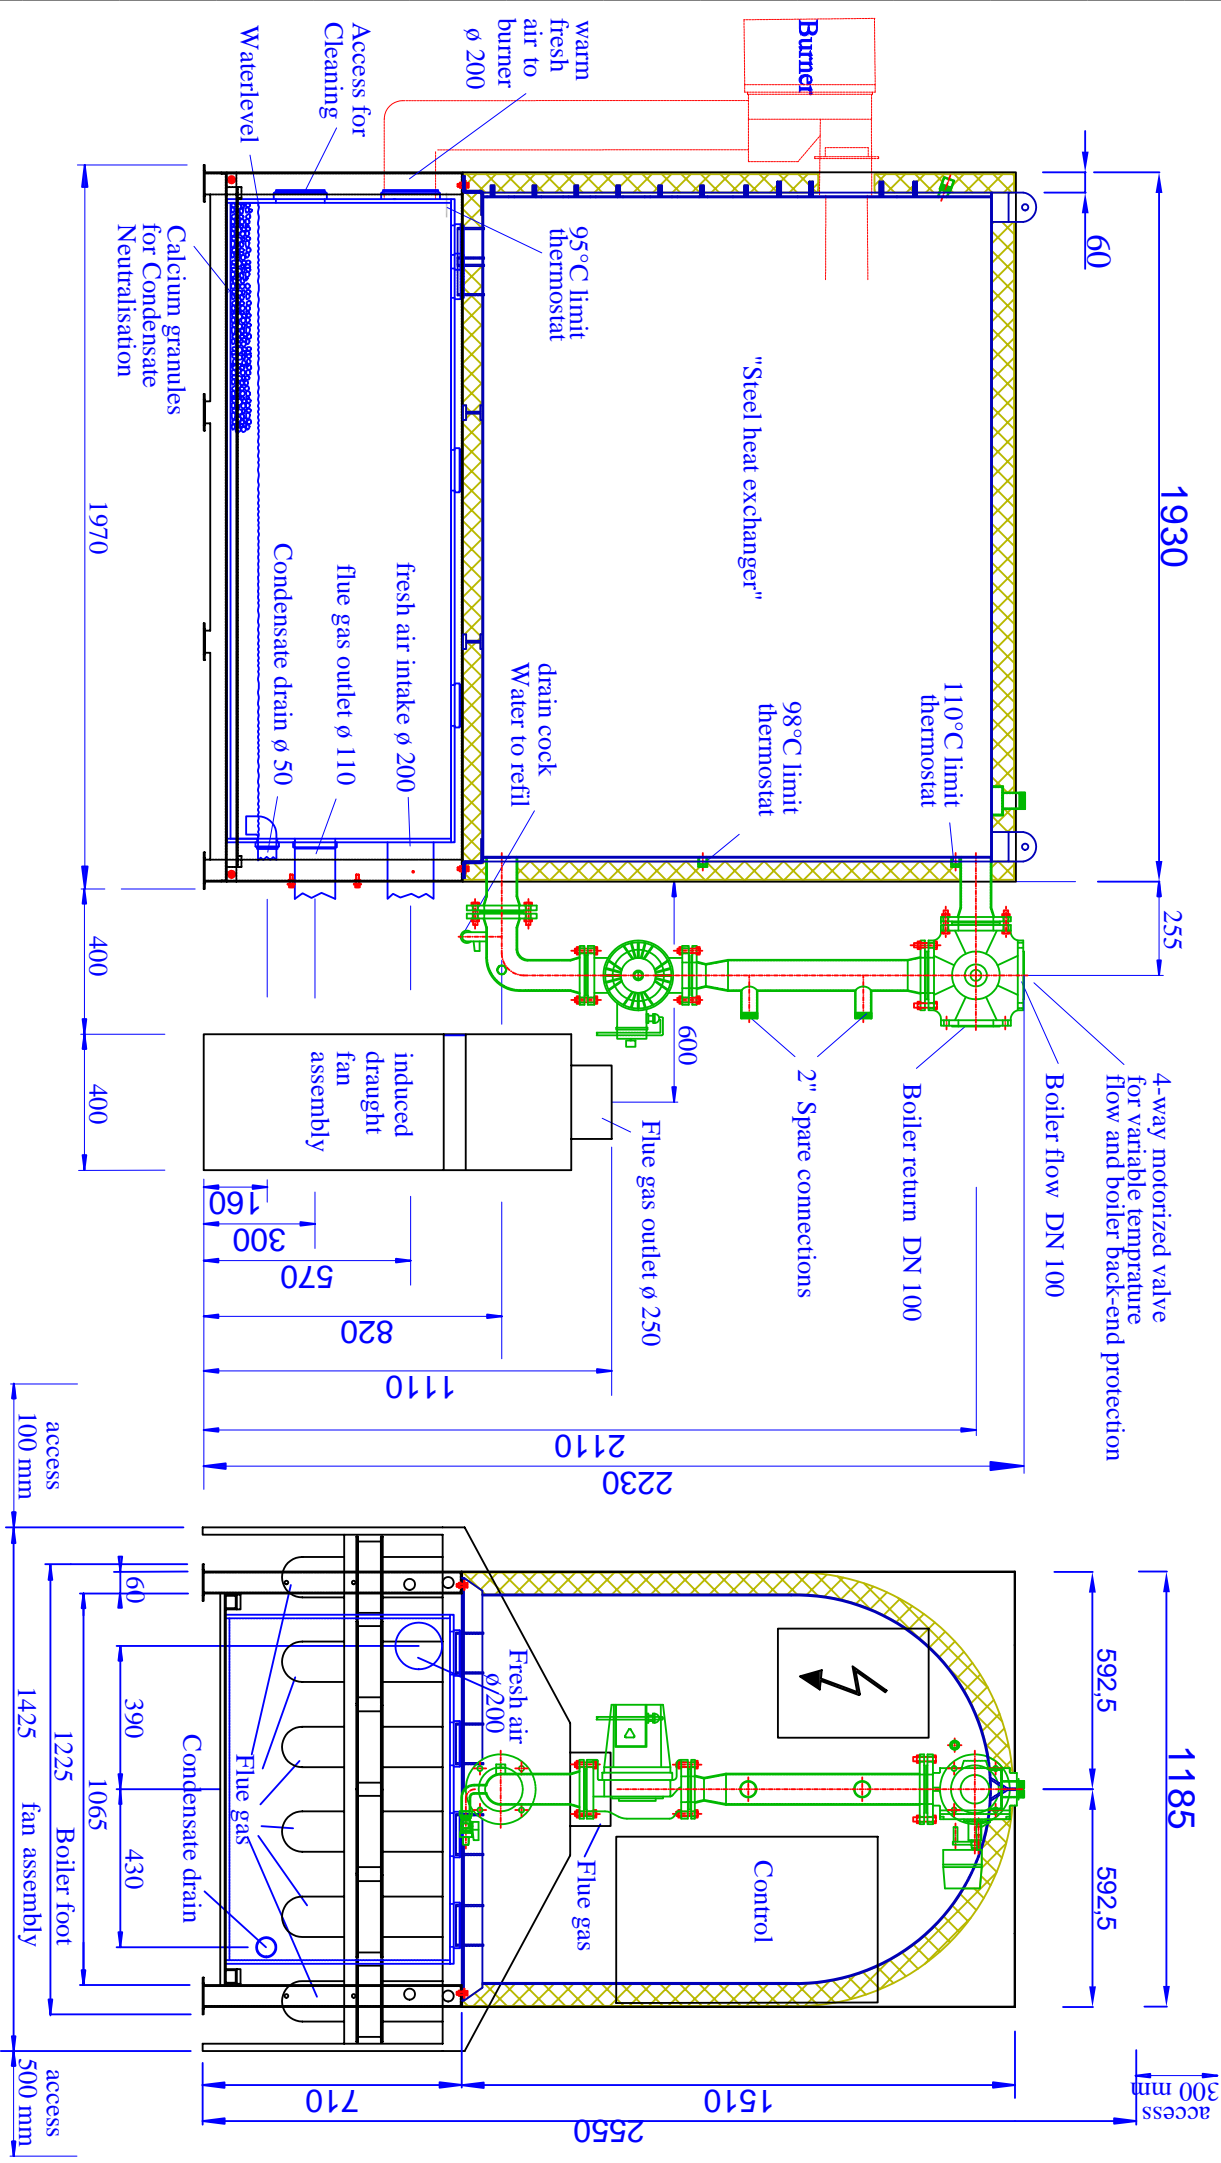 Burner
warm
fresh
air to
burner
ø 200
Access for
Cleaning
Waterlevel
60
1930
255
95°C limit
thermostat
"Steel heat exchanger"
Calcium granules
for Condensate
Neutralisation
110°C limit
thermostat
98°C limit
thermostat
drain cock
Water to refil
fresh air intake ø 200
flue gas outlet ø 110
Condensate drain ø 50
1970
400
400
600
induced
draught
fan
assembly
4-way motorized valve
for variable temprature
flow and boiler back-end protection
Boiler flow DN 100
Boiler return DN 100
2" Spare connections
Flue gas outlet ø 250
160
300
570
820
1110
2110
2230
access
100 mm
1185
592,5
592,5
Control
Fresh air
ø 200
Flue gas
Flue gas
Condensate drain
60
390
430
1065
1225 Boiler foot
1425 fan assembly
710
1510
2550
access
300 mm
access
500 mm